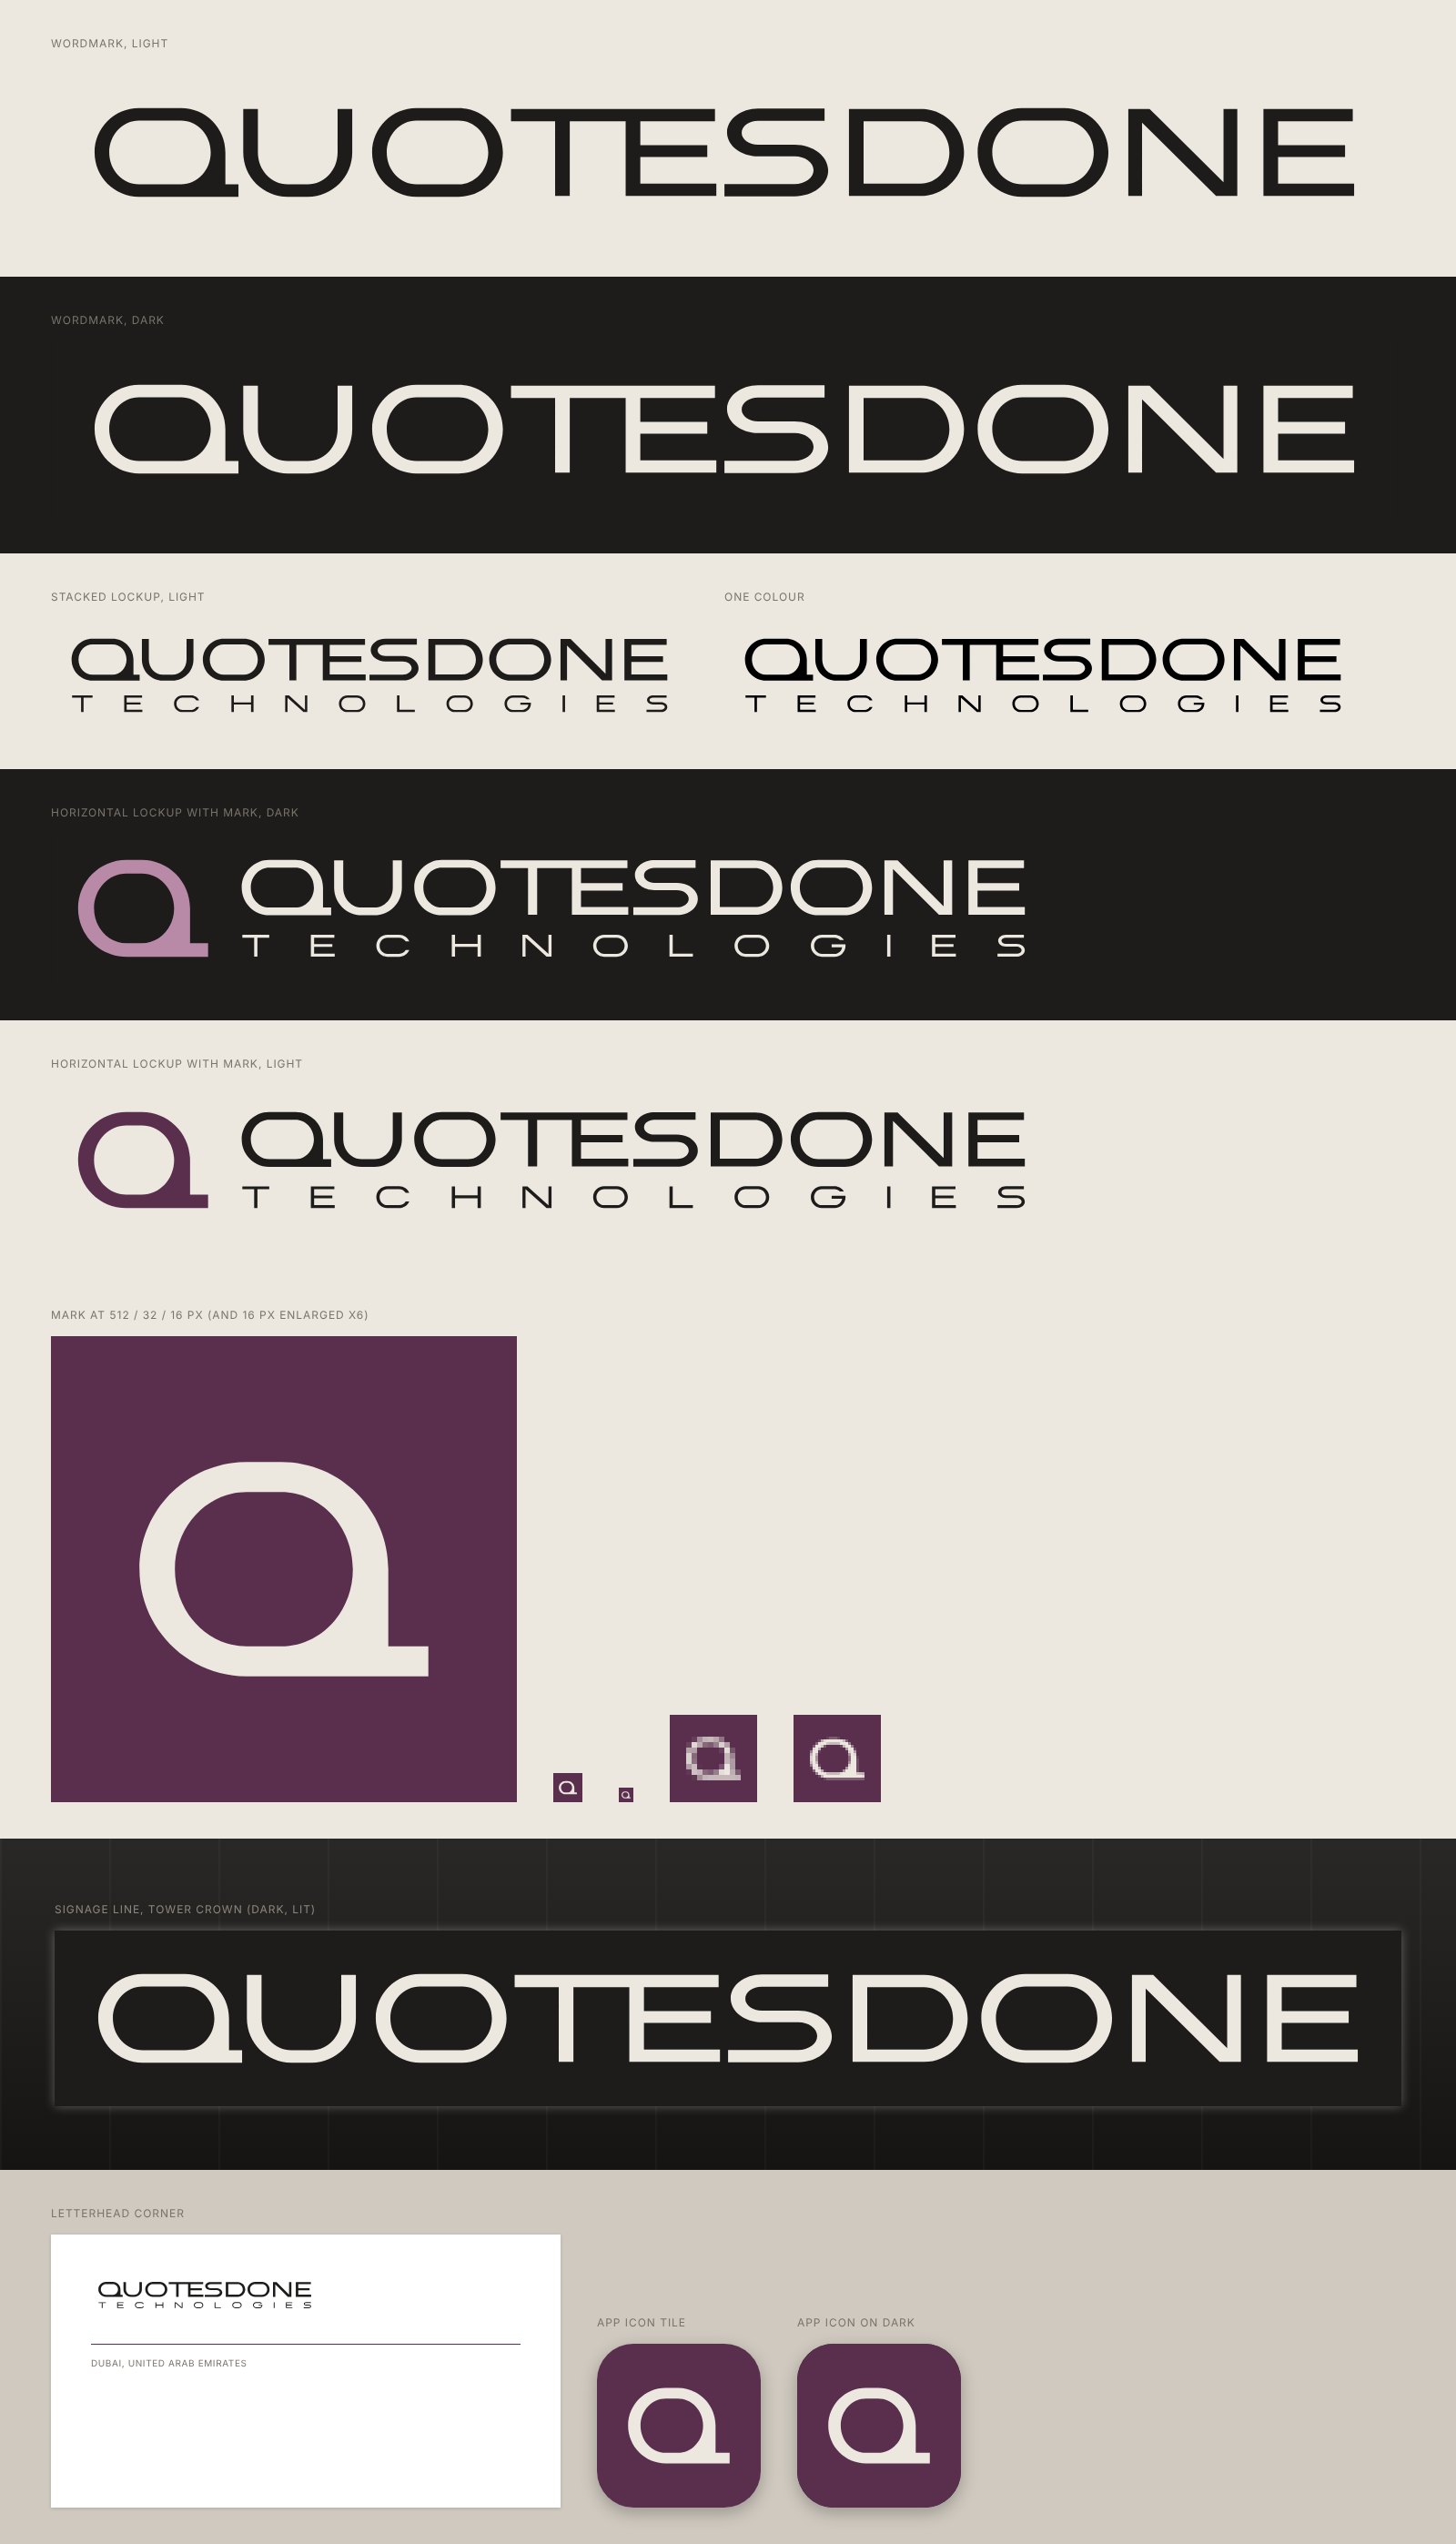 WORDMARK, LIGHT
QUOTESDONE
WORDMARK, DARK
QUOTESDONE
STACKED LOCKUP, LIGHT
QUOTESDONE
TECHNOLOGIES
ONE COLOUR
QUOTESDONE
TECHNOLOGIES
HORIZONTAL LOCKUP WITH MARK, DARK
Q QUOTESDONE
TECHNOLOGIES
HORIZONTAL LOCKUP WITH MARK, LIGHT
Q QUOTESDONE
TECHNOLOGIES
MARK AT 512 / 32 / 16 PX (AND 16 PX ENLARGED X6)
Q Q Q Q Q
SIGNAGE LINE, TOWER CROWN (DARK, LIT)
QUOTESDONE
LETTERHEAD CORNER
QUOTESDONE
TECHNOLOGIES
DUBAI, UNITED ARAB EMIRATES
APP ICON TILE
Q
APP ICON ON DARK
Q